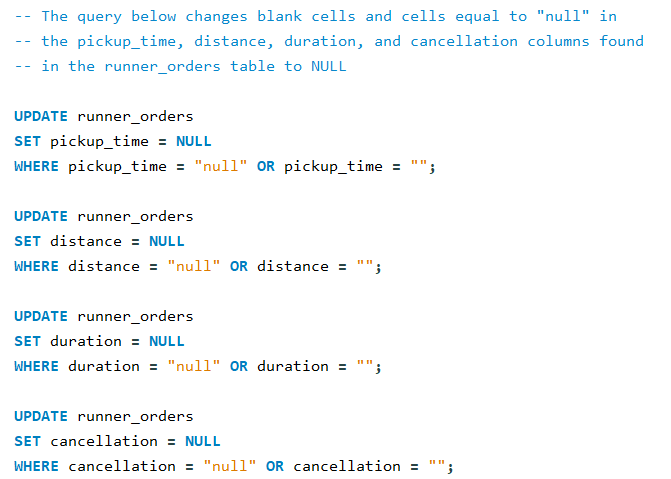 -- The query below changes blank cells and cells equal to "null" in
-- the pickup_time, distance, duration, and cancellation columns found
-- in the runner_orders table to NULL
UPDATE runner_orders
SET pickup_time = NULL
WHERE pickup_time = "null" OR pickup_time = "";
UPDATE runner_orders
SET distance = NULL
WHERE distance = "null" OR distance = "";
UPDATE runner_orders
SET duration = NULL
WHERE duration = "null" OR duration = "";
UPDATE runner_orders
SET cancellation = NULL
WHERE cancellation = "null" OR cancellation = "";